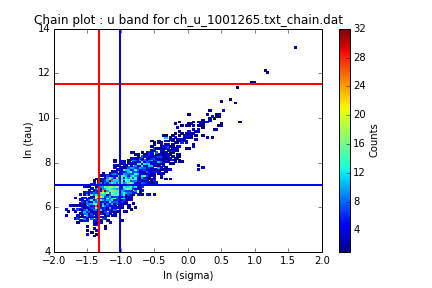 Chain plot : u band for ch_u_1001265.txt_chain.dat
14
12
10
8
6
4
ln (tau)
−2.0 −1.5 −1.0 −0.5 0.0 0.5 1.0 1.5 2.0
ln (sigma)
32
28
24
20
16
12
8
4
Counts